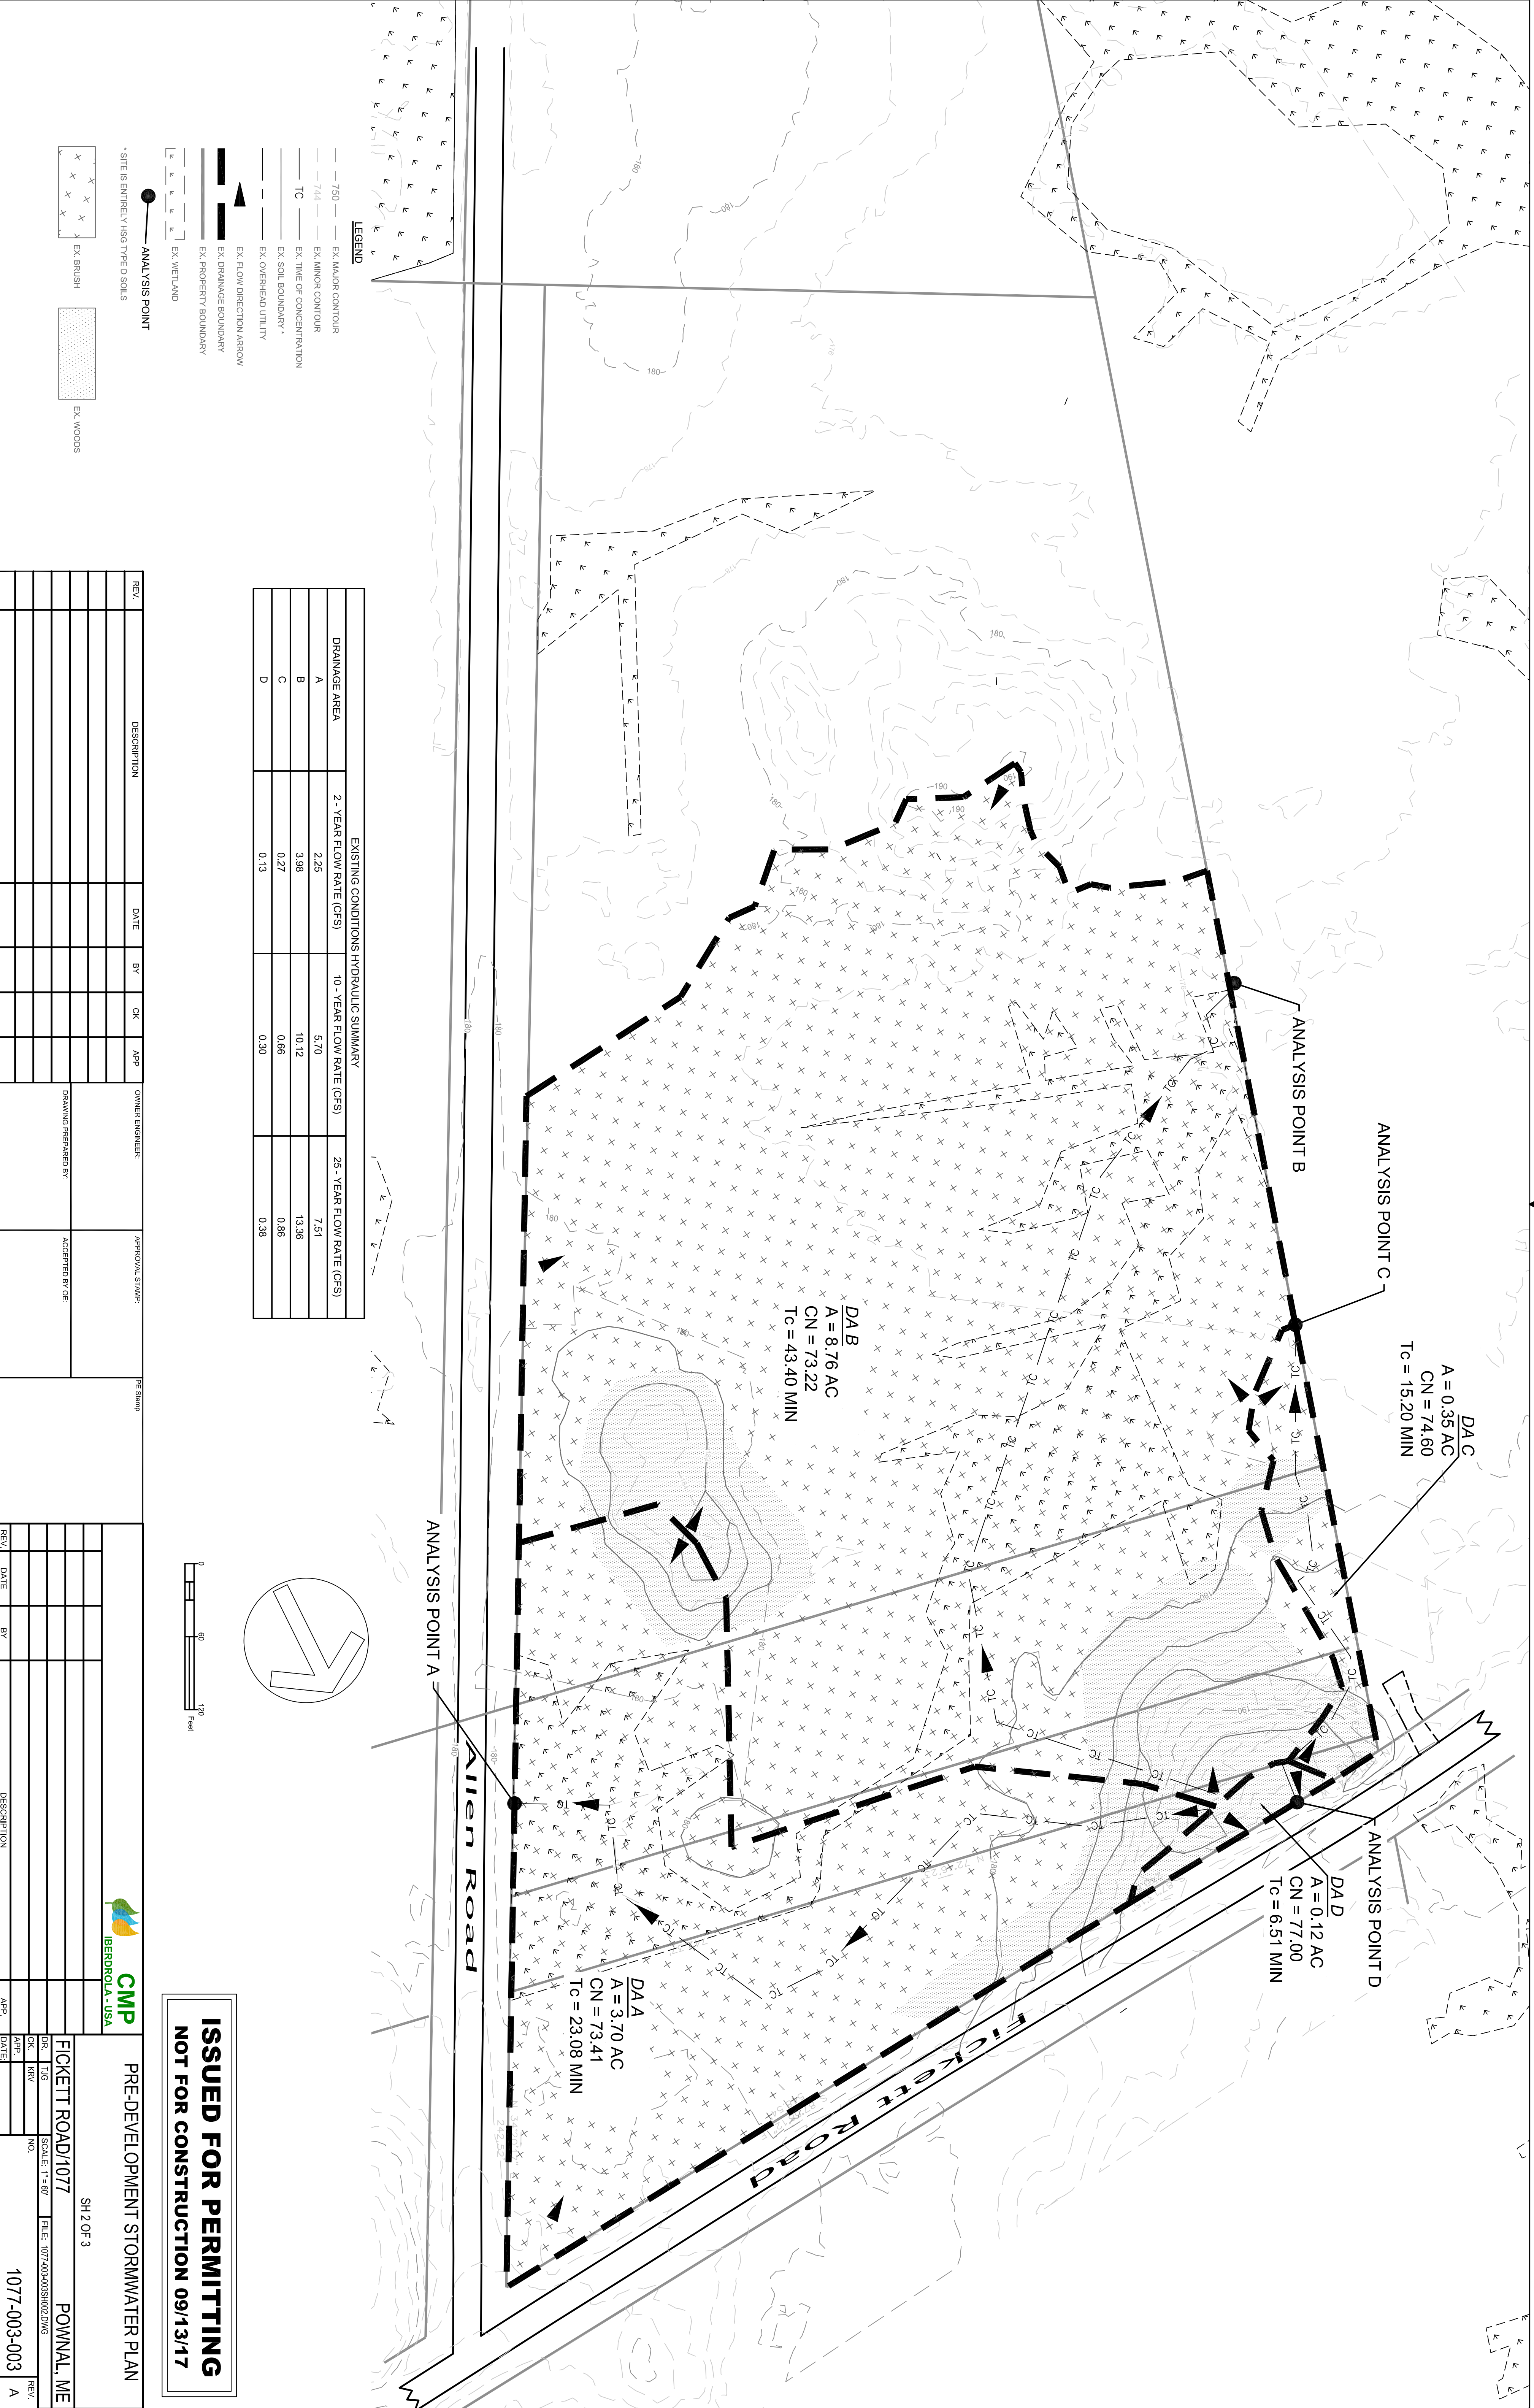 ANALYSIS POINT B
ANALYSIS POINT C
DA C
A = 0.35 AC
CN = 74.60
Tc = 15.20 MIN
ANALYSIS POINT D
DA D
A = 0.12 AC
CN = 77.00
Tc = 6.51 MIN
DA B
A = 8.76 AC
CN = 73.22
Tc = 43.40 MIN
DA A
A = 3.70 AC
CN = 73.41
Tc = 23.08 MIN
ANALYSIS POINT A
Allen Road
Fickett Road
LEGEND
750 EX. MAJOR CONTOUR
744 EX. MINOR CONTOUR
TC EX. TIME OF CONCENTRATION
EX. SOIL BOUNDARY *
EX. OVERHEAD UTILITY
EX. FLOW DIRECTION ARROW
EX. DRAINAGE BOUNDARY
EX. PROPERTY BOUNDARY
EX. WETLAND
ANALYSIS POINT
* SITE IS ENTIRELY HSG TYPE D SOILS
EX. BRUSH EX. WOODS
EXISTING CONDITIONS HYDRAULIC SUMMARY
DRAINAGE AREA 2 - YEAR FLOW RATE (CFS) 10 - YEAR FLOW RATE (CFS) 25 - YEAR FLOW RATE (CFS)
A 2.25 5.70 7.51
B 3.98 10.12 13.36
C 0.27 0.66 0.86
D 0.13 0.30 0.38
0 60 120
Feet
ISSUED FOR PERMITTING
NOT FOR CONSTRUCTION 09/13/17
REV. DESCRIPTION DATE BY CK APP
OWNER ENGINEER: APPROVAL STAMP:
DRAWING PREPARED BY: ACCEPTED BY OE:
PE Stamp
REV. DATE BY DESCRIPTION APP.
CMP
IBERDROLA - USA
PRE-DEVELOPMENT STORMWATER PLAN
SH 2 OF 3
FICKETT ROAD/1077 POWNAL, ME
DR. TJG SCALE: 1" = 60' FILE: 1077-003-003SH002.DWG
CK. KRV NO. REV.
APP.
DATE:
1077-003-003 A